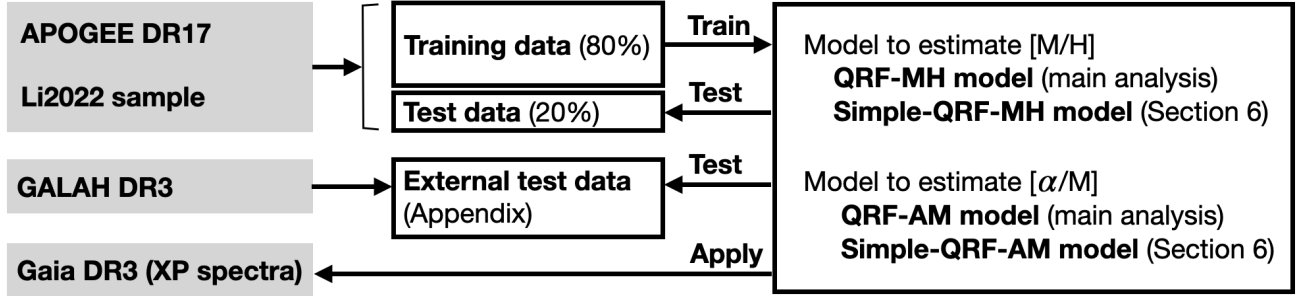 APOGEE DR17
Li2022 sample
Training data (80%)
Test data (20%)
Train
Test
GALAH DR3
External test data
(Appendix)
Test
Gaia DR3 (XP spectra)
Apply
Model to estimate [M/H]
QRF-MH model (main analysis)
Simple-QRF-MH model (Section 6)
Model to estimate [α/M]
QRF-AM model (main analysis)
Simple-QRF-AM model (Section 6)